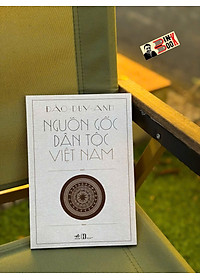 ĐÀO DUY ANH
NGUỒN GỐC
DÂN TỘC
VIỆT NAM